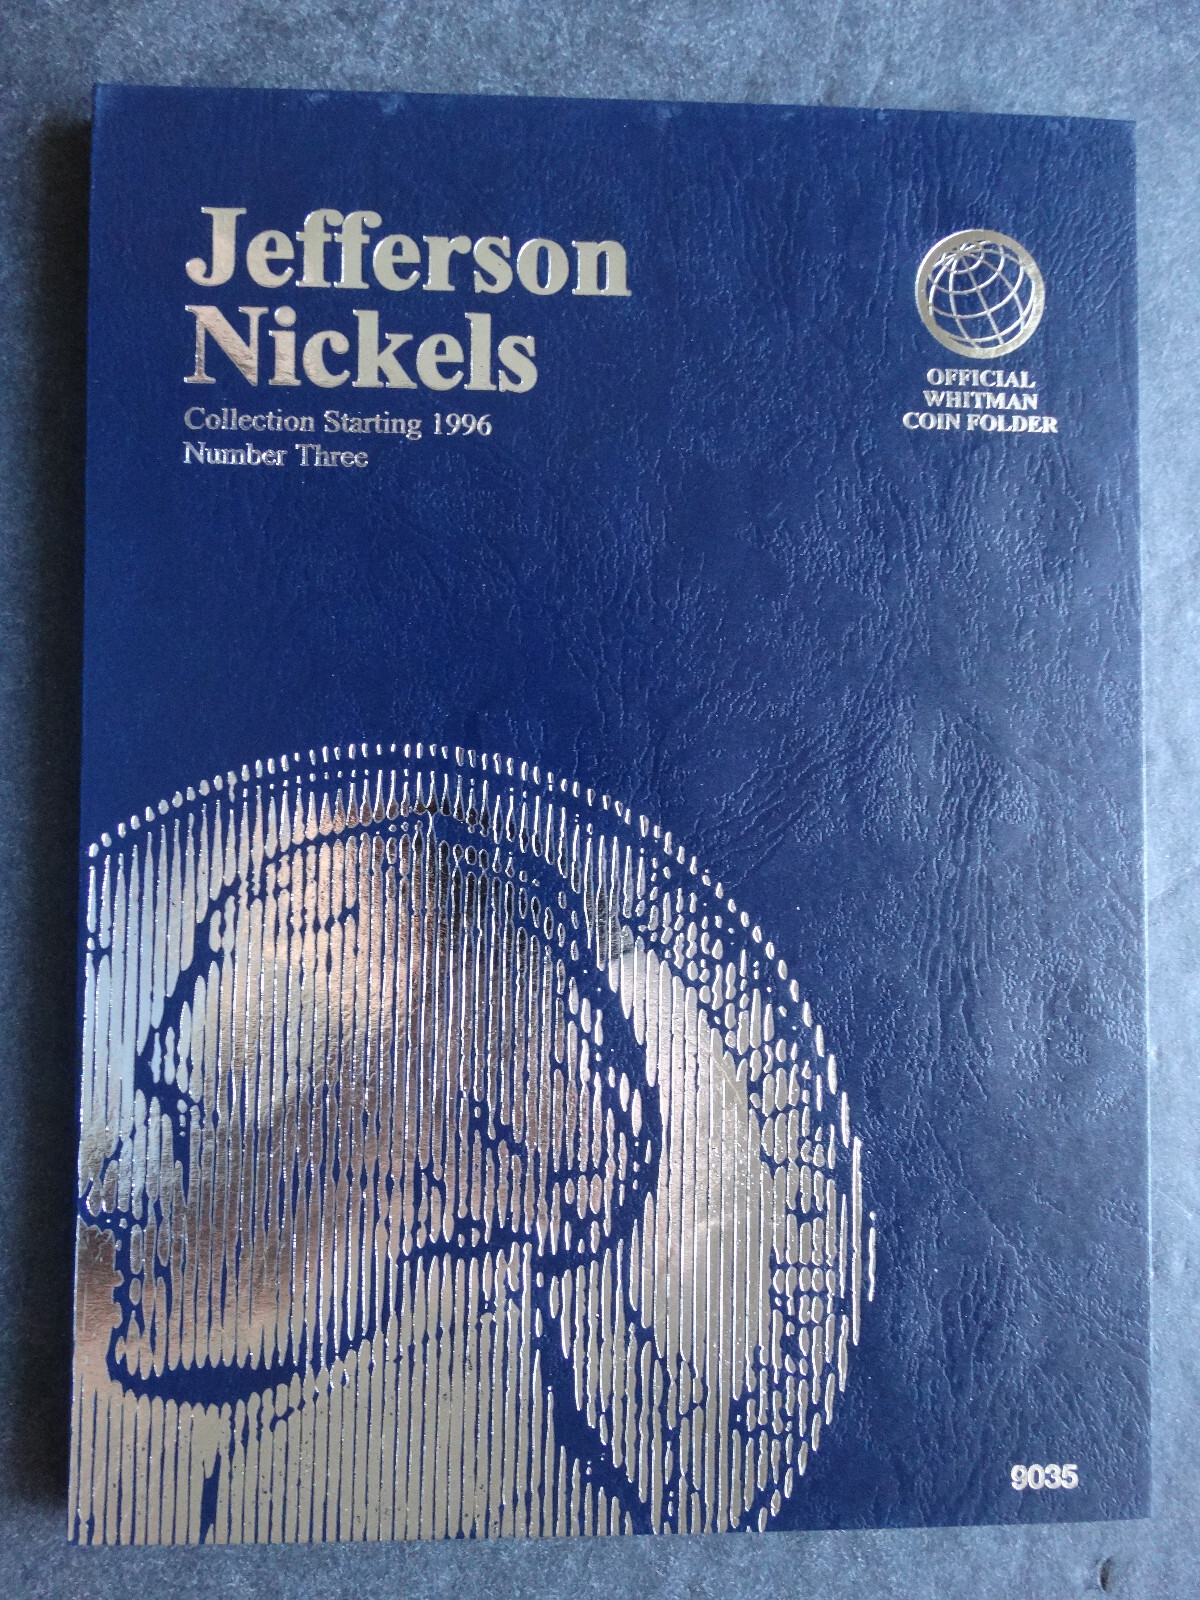 Jefferson
Nickels
Collection Starting 1996
Number Three
OFFICIAL
WHITMAN
COIN FOLDER
9035